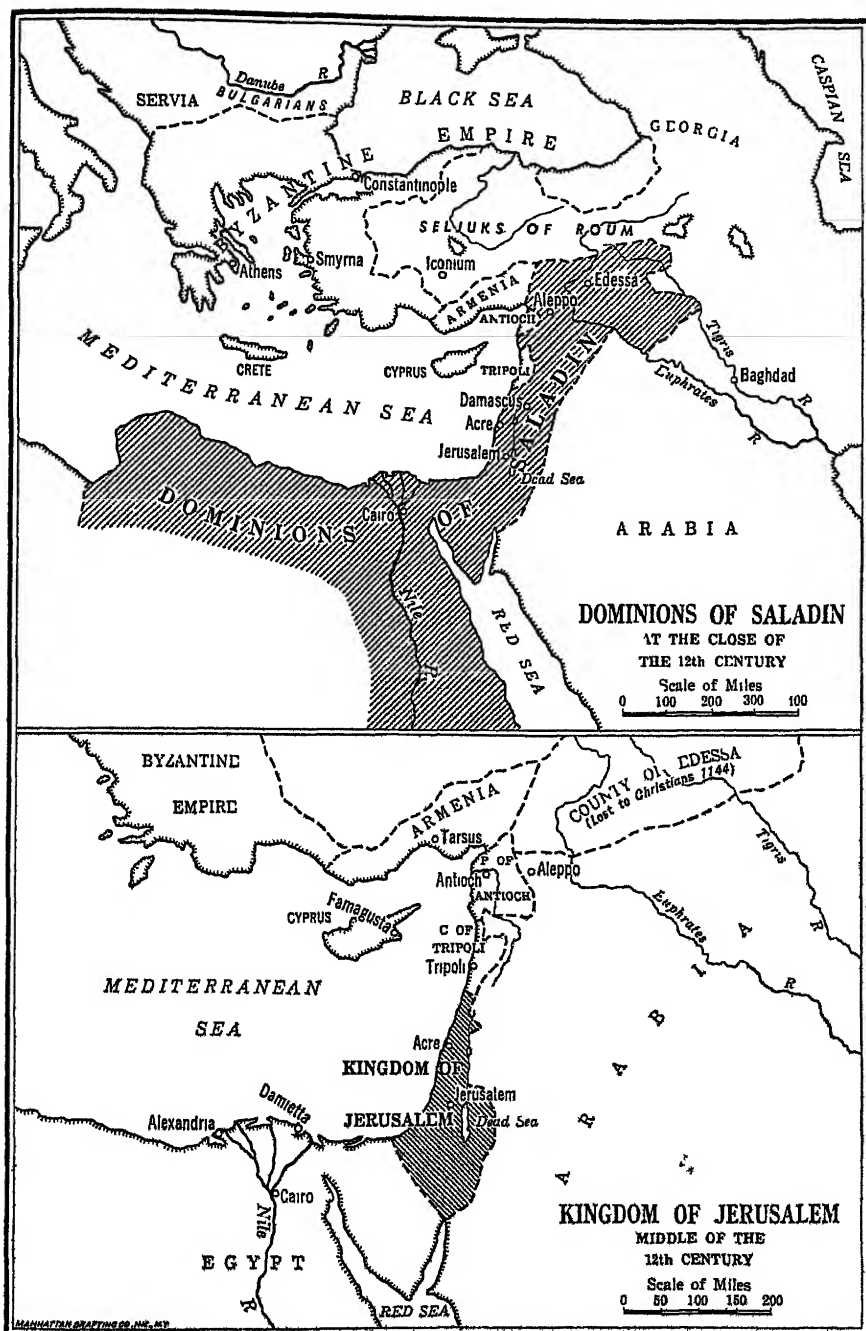 Danube R
SERVIA
BULGARIANS
BLACK SEA
CASPIAN SEA
GEORGIA
BYZANTINE EMPIRE
Constantinople
SELJUKS OF ROUM
Smyrna
Iconium
Athens
Edessa
ARMENIA
Aleppo
ANTIOCH
Tigris R
MEDITERRANEAN SEA
CRETE
CYPRUS
TRIPOLI
Baghdad
Euphrates R
Damascus
Acre
Jerusalem
Dead Sea
DOMINIONS OF SALADIN
Cairo
ARABIA
Nile R.
RED SEA
DOMINIONS OF SALADIN
AT THE CLOSE OF
THE 12th CENTURY
Scale of Miles
0 100 200 300 100
BYZANTINE
EMPIRE
ARMENIA
COUNTY OF EDESSA
(Lost to Christians 1144)
Tarsus
P OF
ANTIOCH
Antioch
Aleppo
Tigris R
Euphrates R
CYPRUS
Famagusta
C OF
TRIPOLI
Tripoli
MEDITERRANEAN
SEA
ARABIA
Acre
KINGDOM OF
JERUSALEM
Jerusalem
Dead Sea
Alexandria
Damietta
Cairo
Nile R
EGYPT
RED SEA
KINGDOM OF JERUSALEM
MIDDLE OF THE
12th CENTURY
Scale of Miles
0 50 100 150 200
MANHATTAN DRAFTING CO., INC., N.Y.